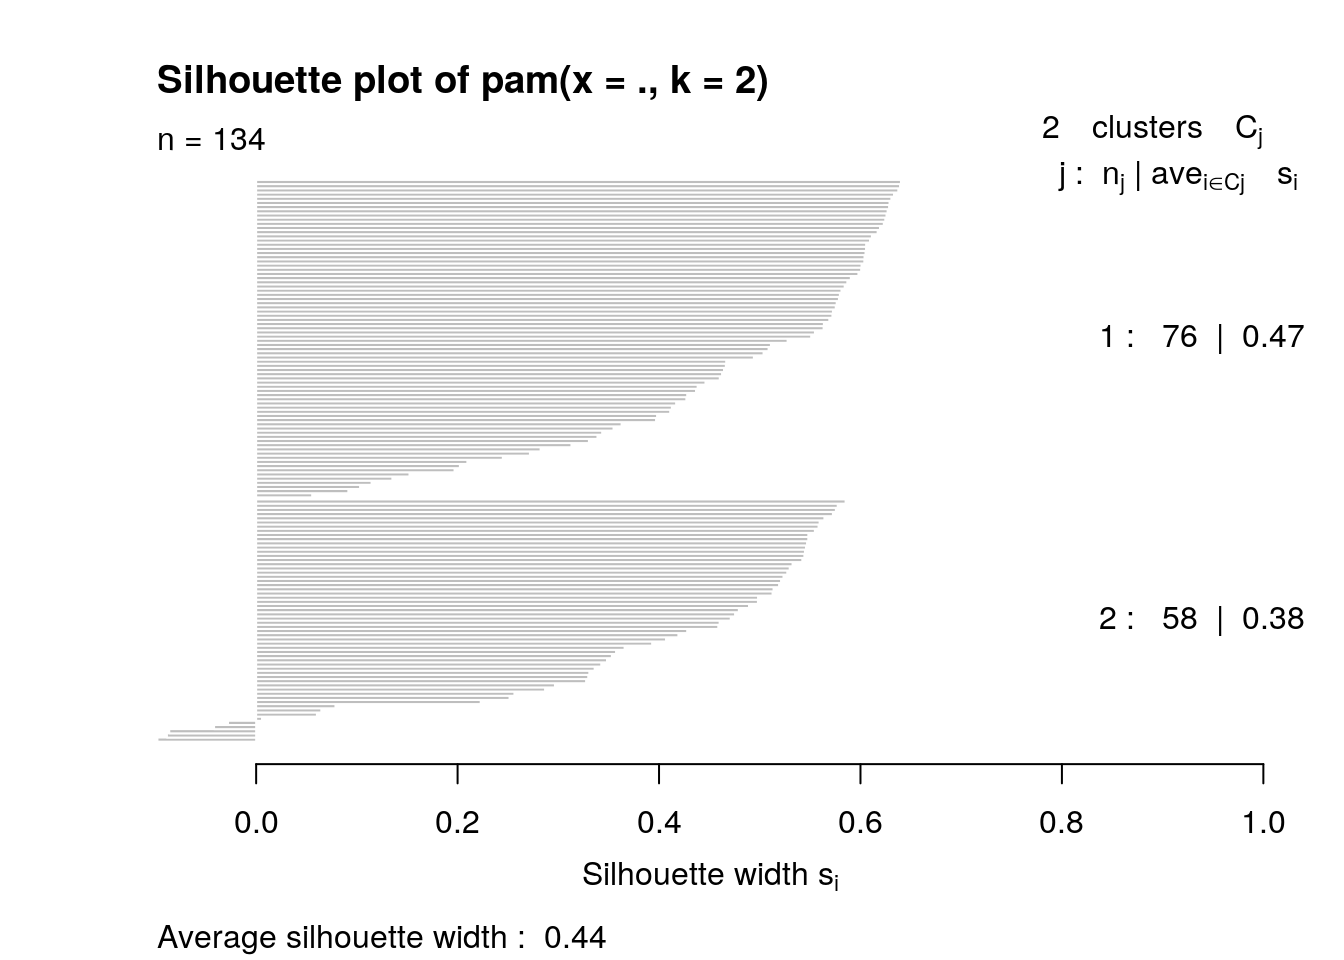 Silhouette plot of pam(x = ., k = 2)
n = 134
2 clusters Cj
j : nj | avei∈Cj si
1 : 76 | 0.47
2 : 58 | 0.38
0.0 0.2 0.4 0.6 0.8 1.0
Silhouette width si
Average silhouette width : 0.44